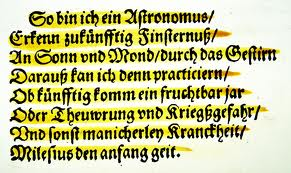 So bin ich ein Astronomus/
Erkenn zukünfftig Finsternuß/
An Sonn vnd Mond/durch das Gestirn
Darauß kan ich denn practiciern/
Ob künfftig komm ein fruchtbar jar
Oder Theuwrung vnd Kriegßgefahr/
Vnd sonst manicherley Kranckheit/
Milesius den anfang geit.